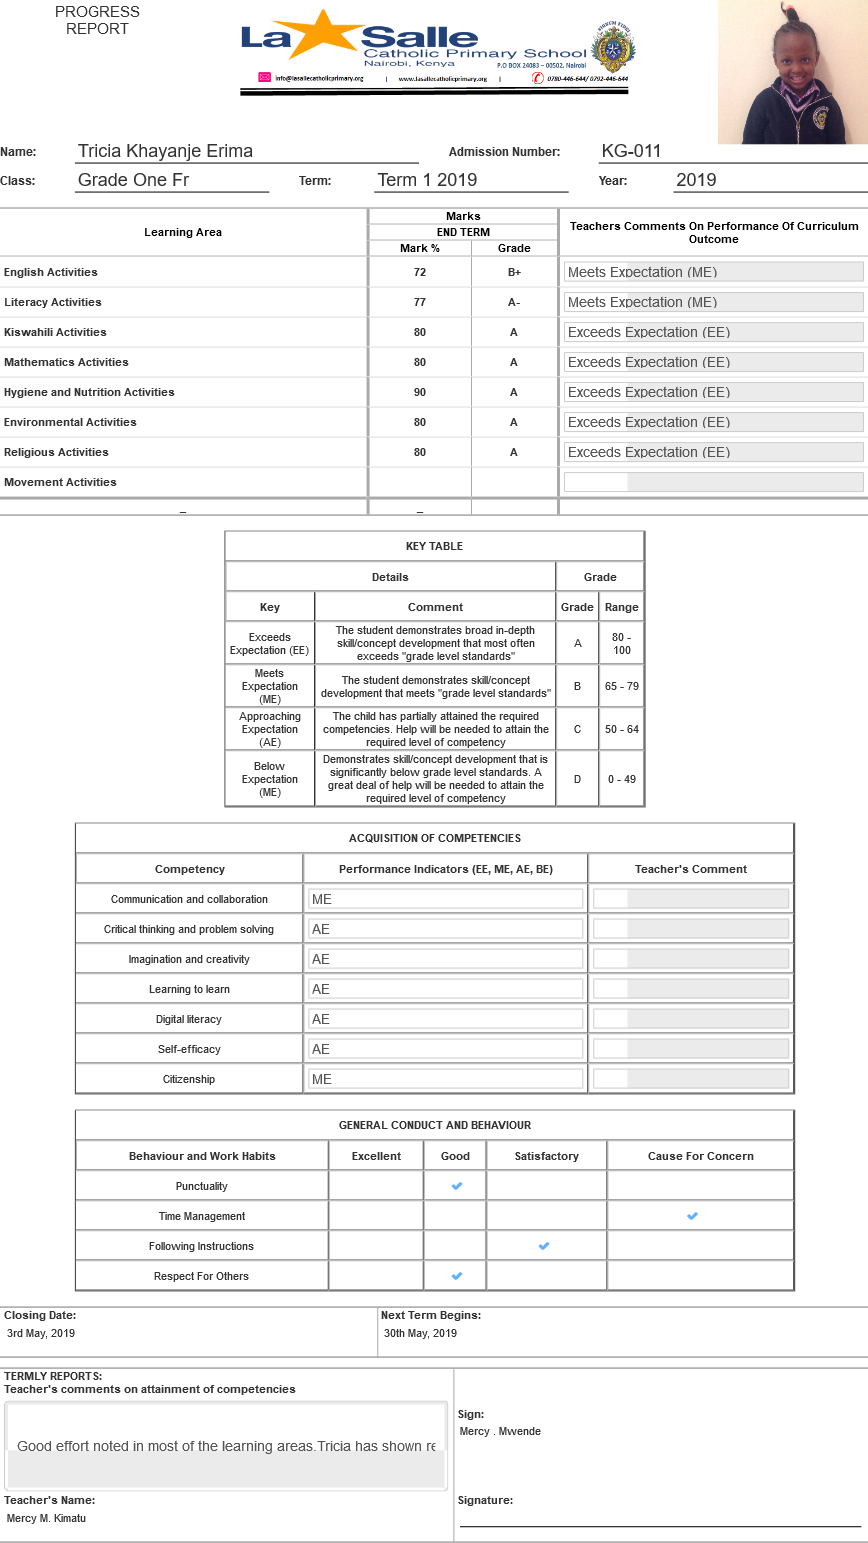 PROGRESS
REPORT
La Salle
Catholic Primary School
Nairobi, Kenya
P.O BOX 24083 – 00502, Nairobi
info@lasallecatholicprimary.org | www.lasallecatholicprimary.org | 0780-446-644/ 0792-446-644
Name: Tricia Khayanje Erima Admission Number: KG-011
Class: Grade One Fr Term: Term 1 2019 Year: 2019
Learning Area Marks Teachers Comments On Performance Of Curriculum Outcome
END TERM
Mark % Grade
English Activities 72 B+ Meets Expectation (ME)
Literacy Activities 77 A- Meets Expectation (ME)
Kiswahili Activities 80 A Exceeds Expectation (EE)
Mathematics Activities 80 A Exceeds Expectation (EE)
Hygiene and Nutrition Activities 90 A Exceeds Expectation (EE)
Environmental Activities 80 A Exceeds Expectation (EE)
Religious Activities 80 A Exceeds Expectation (EE)
Movement Activities
_ _
KEY TABLE
Details Grade
Key Comment Grade Range
Exceeds
Expectation (EE)
The student demonstrates broad in-depth
skill/concept development that most often
exceeds "grade level standards"
A
80 -
100
Meets
Expectation
(ME)
The student demonstrates skill/concept
development that meets "grade level standards"
B
65 - 79
Approaching
Expectation
(AE)
The child has partially attained the required
competencies. Help will be needed to attain the
required level of competency
C
50 - 64
Below
Expectation
(ME)
Demonstrates skill/concept development that is
significantly below grade level standards. A
great deal of help will be needed to attain the
required level of competency
D
0 - 49
ACQUISITION OF COMPETENCIES
Competency Performance Indicators (EE, ME, AE, BE) Teacher's Comment
Communication and collaboration ME
Critical thinking and problem solving AE
Imagination and creativity AE
Learning to learn AE
Digital literacy AE
Self-efficacy AE
Citizenship ME
GENERAL CONDUCT AND BEHAVIOUR
Behaviour and Work Habits Excellent Good Satisfactory Cause For Concern
Punctuality ✓
Time Management ✓
Following Instructions ✓
Respect For Others ✓
Closing Date: Next Term Begins:
3rd May, 2019 30th May, 2019
TERMLY REPORTS:
Teacher's comments on attainment of competencies
Good effort noted in most of the learning areas.Tricia has shown
Sign:
Mercy . Mwende
Teacher's Name: Signature:
Mercy M. Kimatu